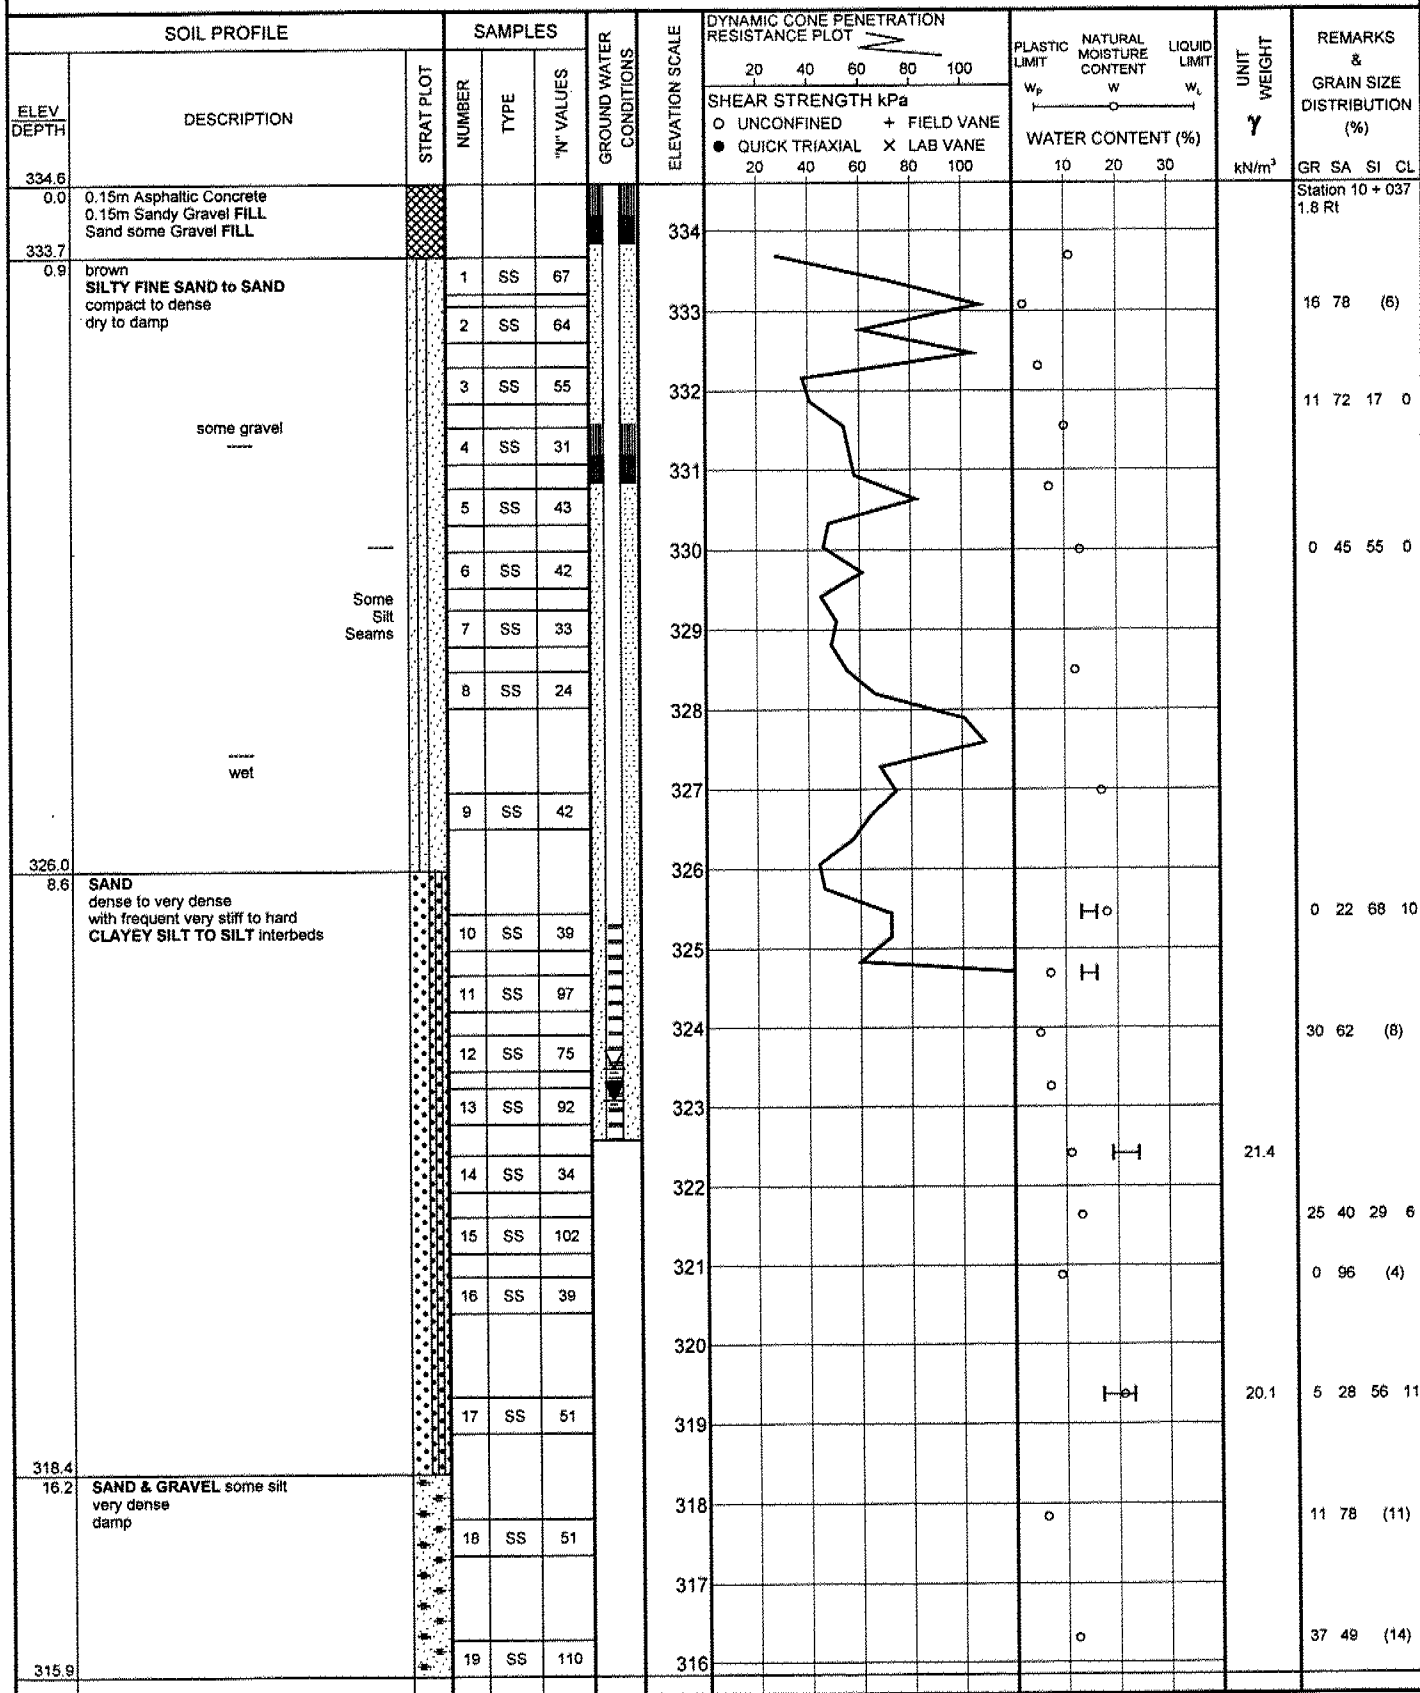 SOIL PROFILE
SAMPLES
GROUND WATER
CONDITIONS
ELEVATION SCALE
DYNAMIC CONE PENETRATION
RESISTANCE PLOT
20 40 60 80 100
SHEAR STRENGTH kPa
O UNCONFINED + FIELD VANE
● QUICK TRIAXIAL × LAB VANE
20 40 60 80 100
PLASTIC LIMIT
NATURAL MOISTURE CONTENT
LIQUID LIMIT
WP W WL
WATER CONTENT (%)
10 20 30
UNIT WEIGHT
γ
kN/m³
REMARKS
&
GRAIN SIZE
DISTRIBUTION
(%)
GR SA SI CL
ELEV
DEPTH
DESCRIPTION
STRAT PLOT
NUMBER
TYPE
"N" VALUES
334.6
0.0
0.15m Asphaltic Concrete
0.15m Sandy Gravel FILL
Sand some Gravel FILL
Station 10 + 037
1.8 Rt
333.7
0.9
brown
SILTY FINE SAND to SAND
compact to dense
dry to damp
some gravel
Some
Silt
Seams
wet
326.0
8.6
SAND
dense to very dense
with frequent very stiff to hard
CLAYEY SILT TO SILT interbeds
318.4
16.2
SAND & GRAVEL some silt
very dense
damp
315.9
1 SS 67
2 SS 64
3 SS 55
4 SS 31
5 SS 43
6 SS 42
7 SS 33
8 SS 24
9 SS 42
10 SS 39
11 SS 97
12 SS 75
13 SS 92
14 SS 34
15 SS 102
16 SS 39
17 SS 51
18 SS 51
19 SS 110
334
333
332
331
330
329
328
327
326
325
324
323
322
321
320
319
318
317
316
21.4
20.1
16 78 (6)
11 72 17 0
0 45 55 0
0 22 68 10
30 62 (8)
25 40 29 6
0 96 (4)
5 28 56 11
11 78 (11)
37 49 (14)